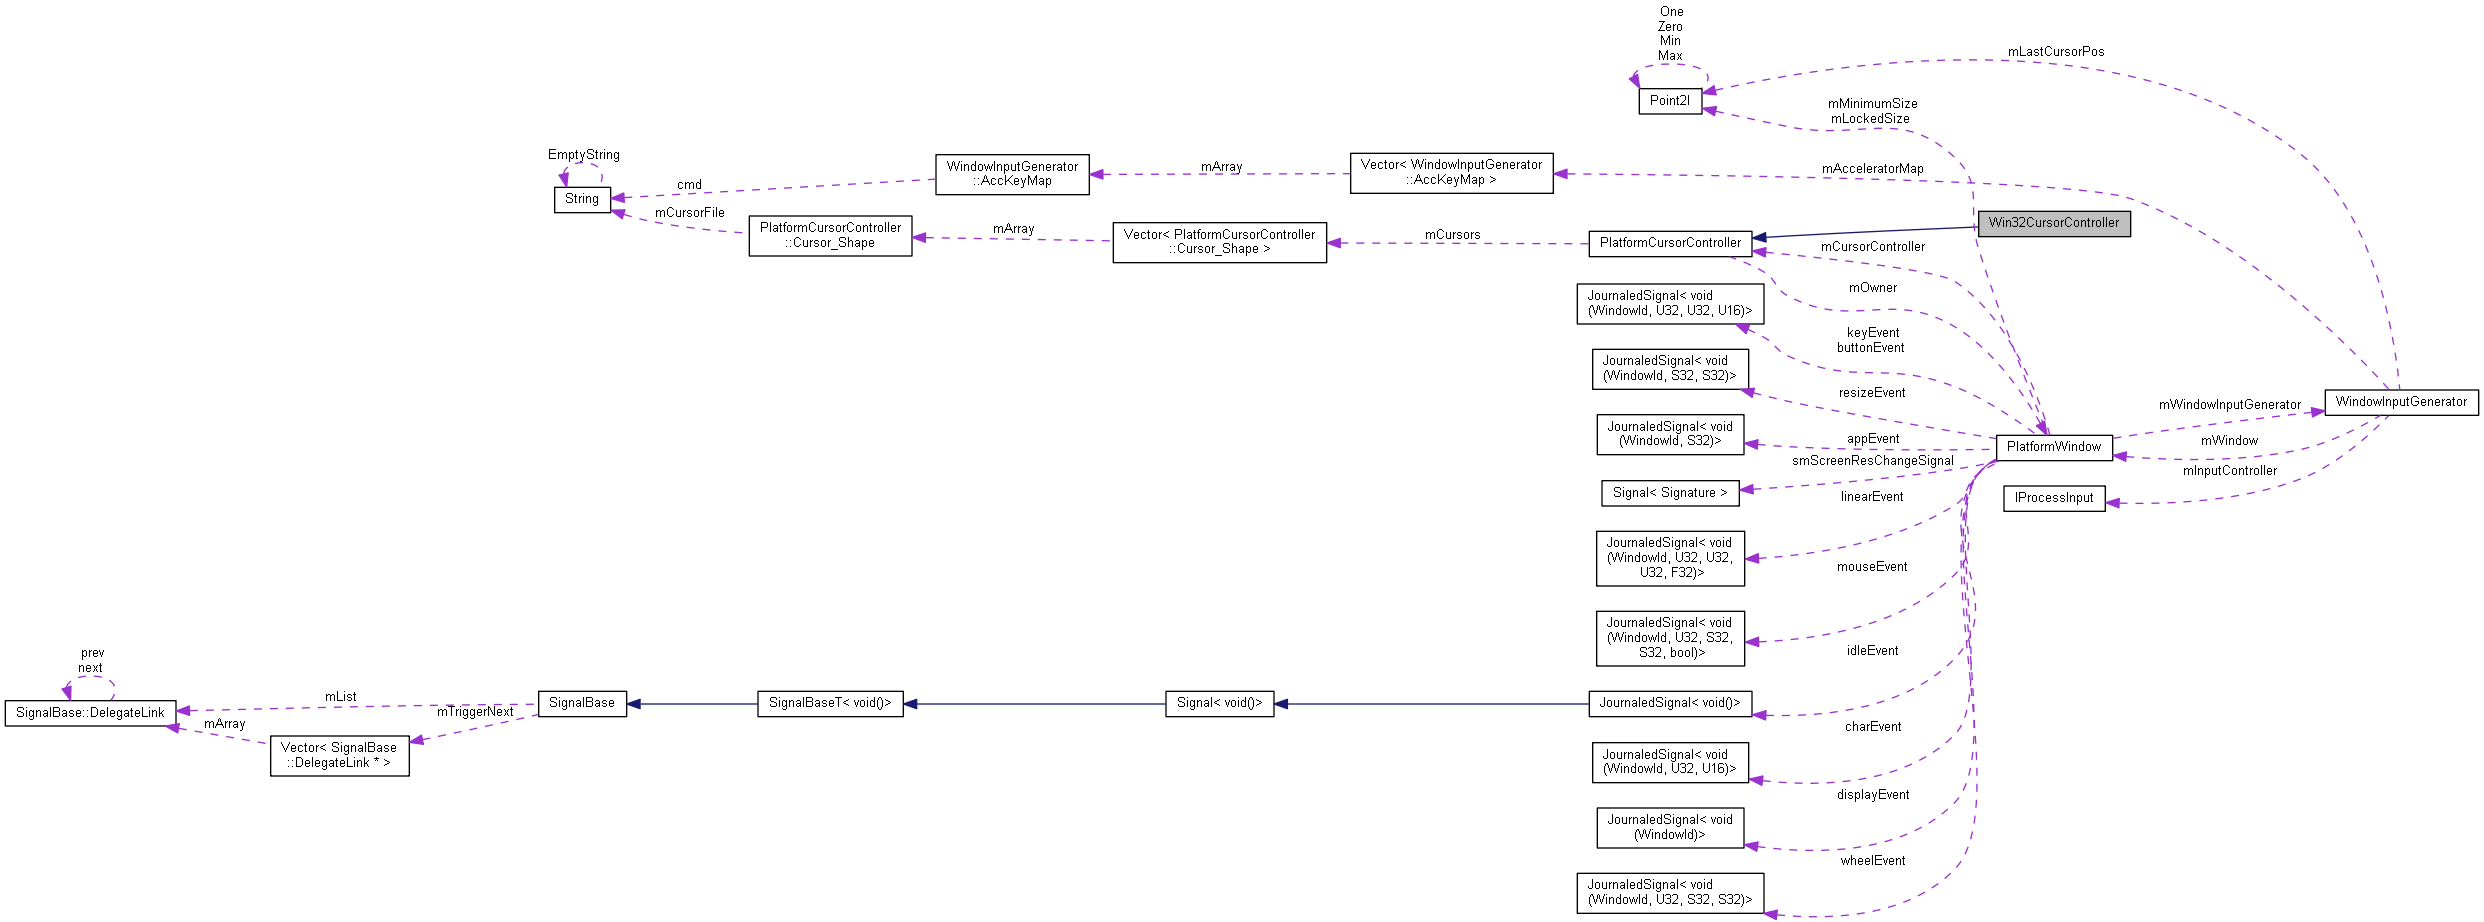 One
Zero
Min
Max
mLastCursorPos
Point2I
mMinimumSize
mLockedSize
EmptyString
String
cmd
mCursorFile
WindowInputGenerator
::AccKeyMap
mArray
Vector< WindowInputGenerator
::AccKeyMap >
mAcceleratorMap
PlatformCursorController
::Cursor_Shape
mArray
Vector< PlatformCursorController
::Cursor_Shape >
mCursors
PlatformCursorController
Win32CursorController
mCursorController
mOwner
JournaledSignal< void
(WindowId, U32, U32, U16)>
keyEvent
buttonEvent
JournaledSignal< void
(WindowId, S32, S32)>
resizeEvent
JournaledSignal< void
(WindowId, S32)>
appEvent
PlatformWindow
mWindowInputGenerator
WindowInputGenerator
mWindow
mInputController
IProcessInput
smScreenResChangeSignal
Signal< Signature >
linearEvent
JournaledSignal< void
(WindowId, U32, U32,
U32, F32)>
mouseEvent
JournaledSignal< void
(WindowId, U32, S32,
S32, bool)>
idleEvent
prev
next
SignalBase::DelegateLink
mList
mArray
mTriggerNext
Vector< SignalBase
::DelegateLink * >
SignalBase
SignalBaseT< void()>
Signal< void()>
JournaledSignal< void()>
charEvent
JournaledSignal< void
(WindowId, U32, U16)>
displayEvent
JournaledSignal< void
(WindowId)>
wheelEvent
JournaledSignal< void
(WindowId, U32, S32, S32)>